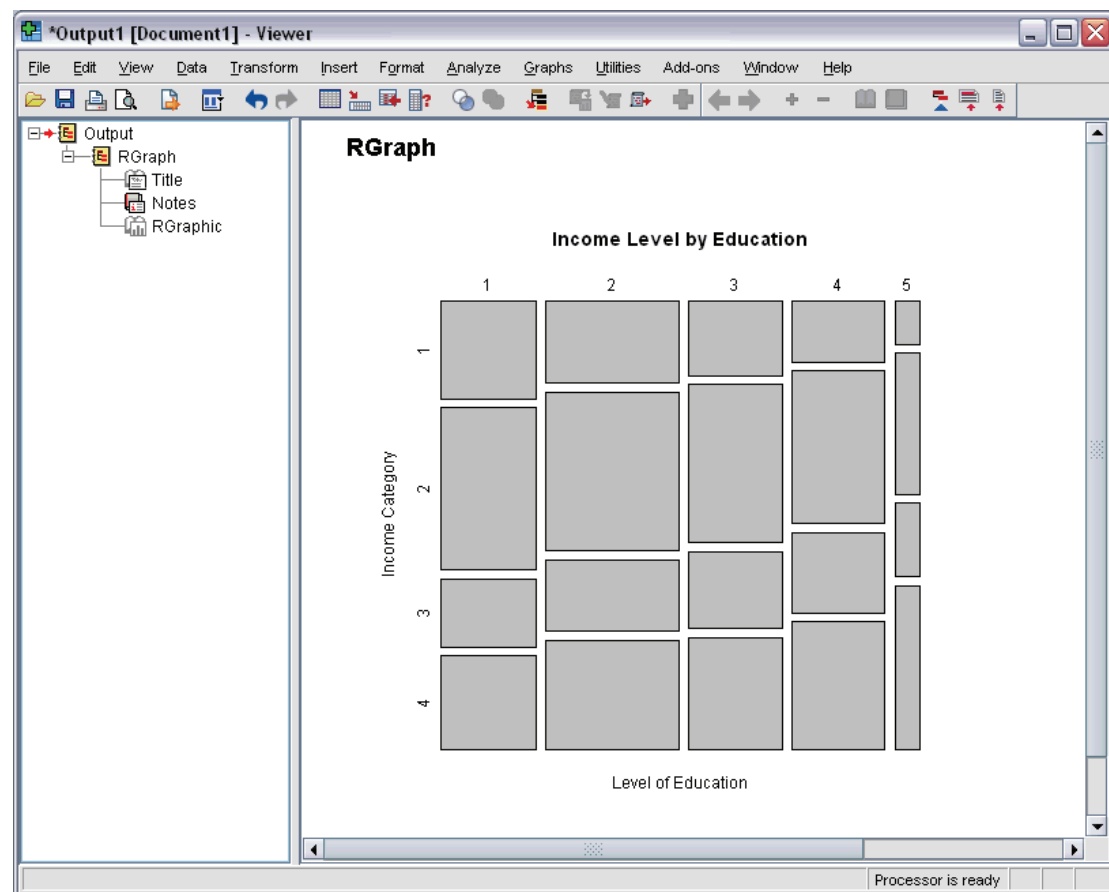 *Output1 [Document1] - Viewer
File Edit View Data Transform Insert Format Analyze Graphs Utilities Add-ons Window Help
Output
RGraph
Title
Notes
RGraphic
RGraph
Income Level by Education
1 2 3 4 5
1
2
3
4
Income Category
Level of Education
Processor is ready